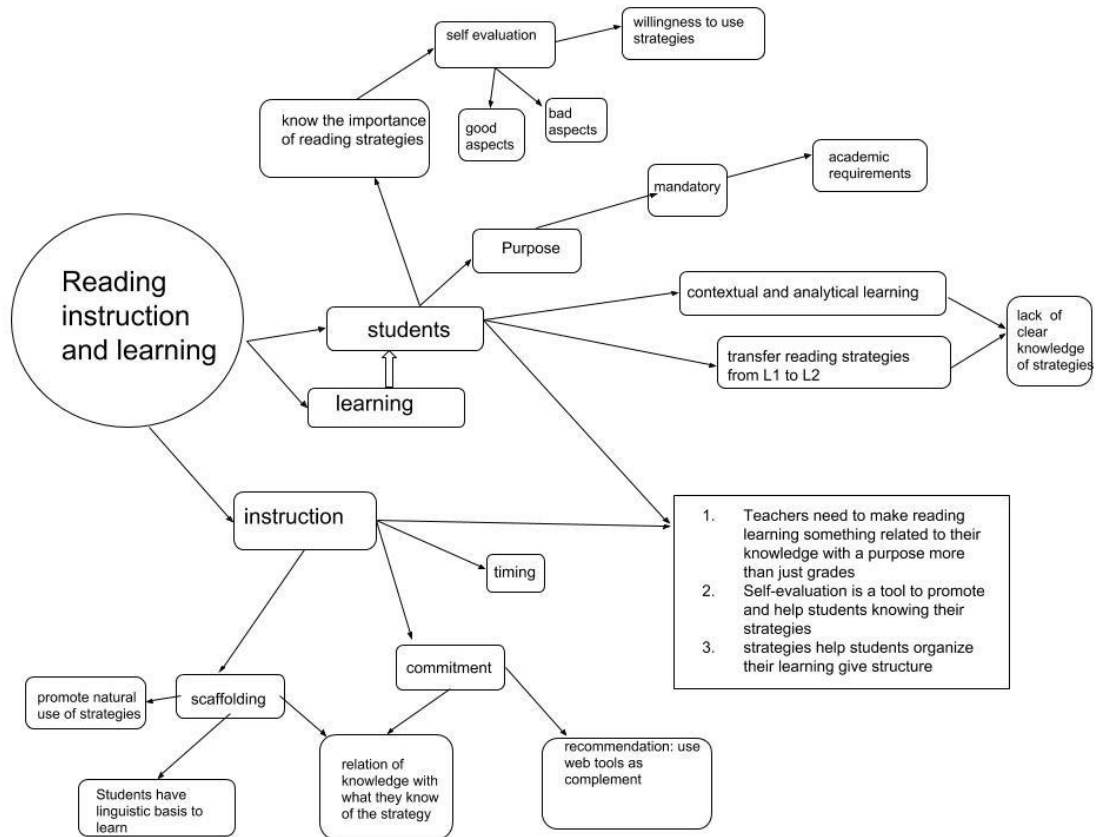 self evaluation
willingness to use
strategies
know the importance
of reading strategies
good
aspects
bad
aspects
mandatory
academic
requirements
Purpose
Reading
instruction
and learning
students
learning
contextual and analytical learning
transfer reading strategies
from L1 to L2
lack of
clear
knowledge
of strategies
instruction
timing
1. Teachers need to make reading
learning something related to their
knowledge with a purpose more
than just grades
2. Self-evaluation is a tool to promote
and help students knowing their
strategies
3. strategies help students organize
their learning give structure
commitment
scaffolding
promote natural
use of strategies
Students have
linguistic basis to
learn
relation of
knowledge with
what they know
of the strategy
recommendation: use
web tools as
complement